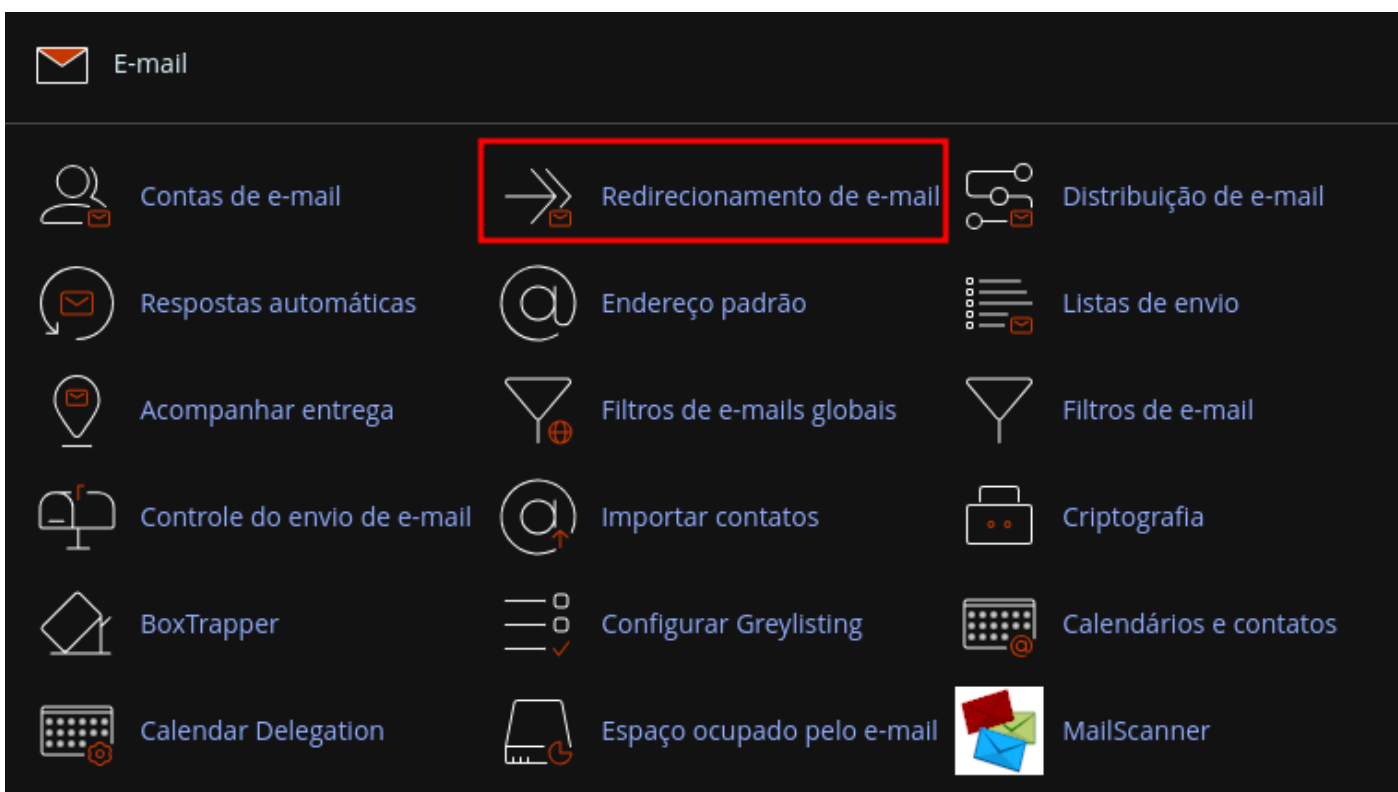 E-mail
Contas de e-mail
Redirecionamento de e-mail
Distribuição de e-mail
Respostas automáticas
Endereço padrão
Listas de envio
Acompanhar entrega
Filtros de e-mails globais
Filtros de e-mail
Controle do envio de e-mail
Importar contatos
Criptografia
BoxTrapper
Configurar Greylisting
Calendários e contatos
Calendar Delegation
Espaço ocupado pelo e-mail
MailScanner